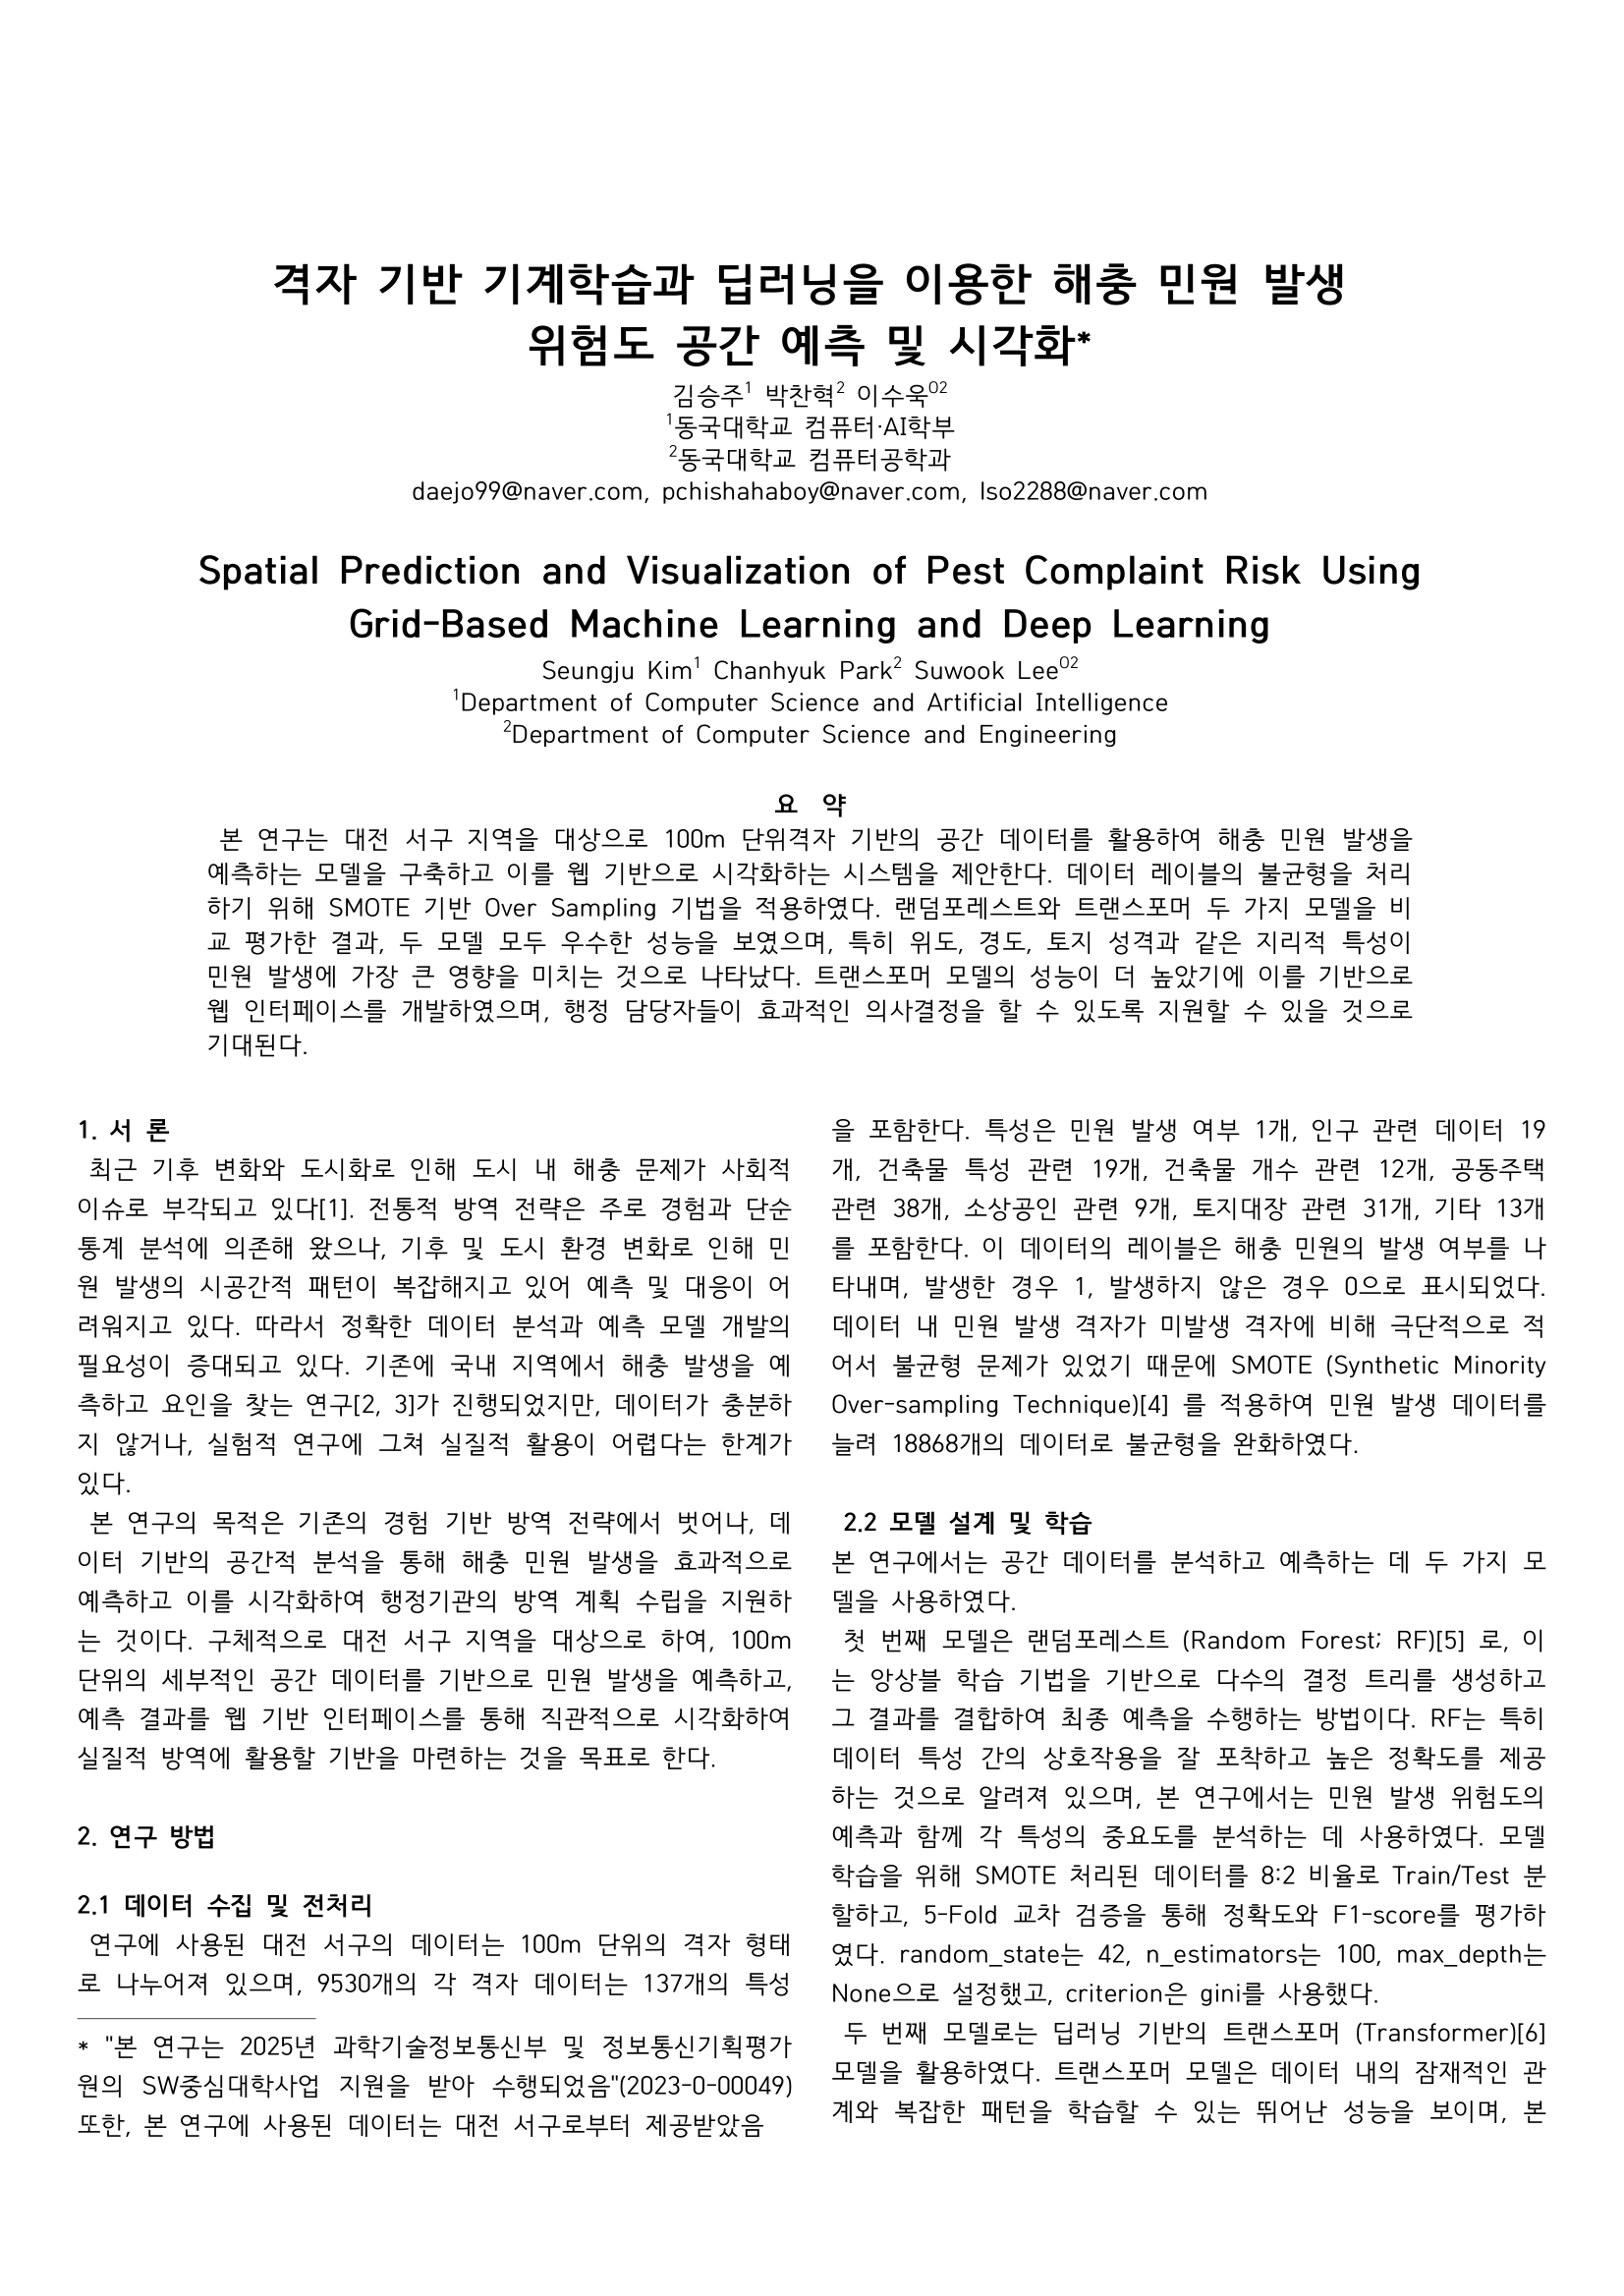 격자 기반 기계학습과 딥러닝을 이용한 해충 민원 발생
위험도 공간 예측 및 시각화*
김승주1 박찬혁2 이수욱O2
1동국대학교 컴퓨터·AI학부
2동국대학교 컴퓨터공학과
daejo99@naver.com, pchishahaboy@naver.com, lso2288@naver.com
Spatial Prediction and Visualization of Pest Complaint Risk Using
Grid-Based Machine Learning and Deep Learning
Seungju Kim1 Chanhyuk Park2 Suwook LeeO2
1Department of Computer Science and Artificial Intelligence
2Department of Computer Science and Engineering
요 약
본 연구는 대전 서구 지역을 대상으로 100m 단위격자 기반의 공간 데이터를 활용하여 해충 민원 발생을
예측하는 모델을 구축하고 이를 웹 기반으로 시각화하는 시스템을 제안한다. 데이터 레이블의 불균형을 처리
하기 위해 SMOTE 기반 Over Sampling 기법을 적용하였다. 랜덤포레스트와 트랜스포머 두 가지 모델을 비
교 평가한 결과, 두 모델 모두 우수한 성능을 보였으며, 특히 위도, 경도, 토지 성격과 같은 지리적 특성이
민원 발생에 가장 큰 영향을 미치는 것으로 나타났다. 트랜스포머 모델의 성능이 더 높았기에 이를 기반으로
웹 인터페이스를 개발하였으며, 행정 담당자들이 효과적인 의사결정을 할 수 있도록 지원할 수 있을 것으로
기대된다.
1. 서 론
최근 기후 변화와 도시화로 인해 도시 내 해충 문제가 사회적
이슈로 부각되고 있다[1]. 전통적 방역 전략은 주로 경험과 단순
통계 분석에 의존해 왔으나, 기후 및 도시 환경 변화로 인해 민
원 발생의 시공간적 패턴이 복잡해지고 있어 예측 및 대응이 어
려워지고 있다. 따라서 정확한 데이터 분석과 예측 모델 개발의
필요성이 증대되고 있다. 기존에 국내 지역에서 해충 발생을 예
측하고 요인을 찾는 연구[2, 3]가 진행되었지만, 데이터가 충분하
지 않거나, 실험적 연구에 그쳐 실질적 활용이 어렵다는 한계가
있다.
본 연구의 목적은 기존의 경험 기반 방역 전략에서 벗어나, 데
이터 기반의 공간적 분석을 통해 해충 민원 발생을 효과적으로
예측하고 이를 시각화하여 행정기관의 방역 계획 수립을 지원하
는 것이다. 구체적으로 대전 서구 지역을 대상으로 하여, 100m
단위의 세부적인 공간 데이터를 기반으로 민원 발생을 예측하고,
예측 결과를 웹 기반 인터페이스를 통해 직관적으로 시각화하여
실질적 방역에 활용할 기반을 마련하는 것을 목표로 한다.
2. 연구 방법
2.1 데이터 수집 및 전처리
연구에 사용된 대전 서구의 데이터는 100m 단위의 격자 형태
로 나누어져 있으며, 9530개의 각 격자 데이터는 137개의 특성
* "본 연구는 2025년 과학기술정보통신부 및 정보통신기획평가
원의 SW중심대학사업 지원을 받아 수행되었음"(2023-0-00049)
또한, 본 연구에 사용된 데이터는 대전 서구로부터 제공받았음
을 포함한다. 특성은 민원 발생 여부 1개, 인구 관련 데이터 19
개, 건축물 특성 관련 19개, 건축물 개수 관련 12개, 공동주택
관련 38개, 소상공인 관련 9개, 토지대장 관련 31개, 기타 13개
를 포함한다. 이 데이터의 레이블은 해충 민원의 발생 여부를 나
타내며, 발생한 경우 1, 발생하지 않은 경우 0으로 표시되었다.
데이터 내 민원 발생 격자가 미발생 격자에 비해 극단적으로 적
어서 불균형 문제가 있었기 때문에 SMOTE (Synthetic Minority
Over-sampling Technique)[4] 를 적용하여 민원 발생 데이터를
늘려 18868개의 데이터로 불균형을 완화하였다.
2.2 모델 설계 및 학습
본 연구에서는 공간 데이터를 분석하고 예측하는 데 두 가지 모
델을 사용하였다.
첫 번째 모델은 랜덤포레스트 (Random Forest; RF)[5] 로, 이
는 앙상블 학습 기법을 기반으로 다수의 결정 트리를 생성하고
그 결과를 결합하여 최종 예측을 수행하는 방법이다. RF는 특히
데이터 특성 간의 상호작용을 잘 포착하고 높은 정확도를 제공
하는 것으로 알려져 있으며, 본 연구에서는 민원 발생 위험도의
예측과 함께 각 특성의 중요도를 분석하는 데 사용하였다. 모델
학습을 위해 SMOTE 처리된 데이터를 8:2 비율로 Train/Test 분
할하고, 5-Fold 교차 검증을 통해 정확도와 F1-score를 평가하
였다. random_state는 42, n_estimators는 100, max_depth는
None으로 설정했고, criterion은 gini를 사용했다.
두 번째 모델로는 딥러닝 기반의 트랜스포머 (Transformer)[6]
모델을 활용하였다. 트랜스포머 모델은 데이터 내의 잠재적인 관
계와 복잡한 패턴을 학습할 수 있는 뛰어난 성능을 보이며, 본